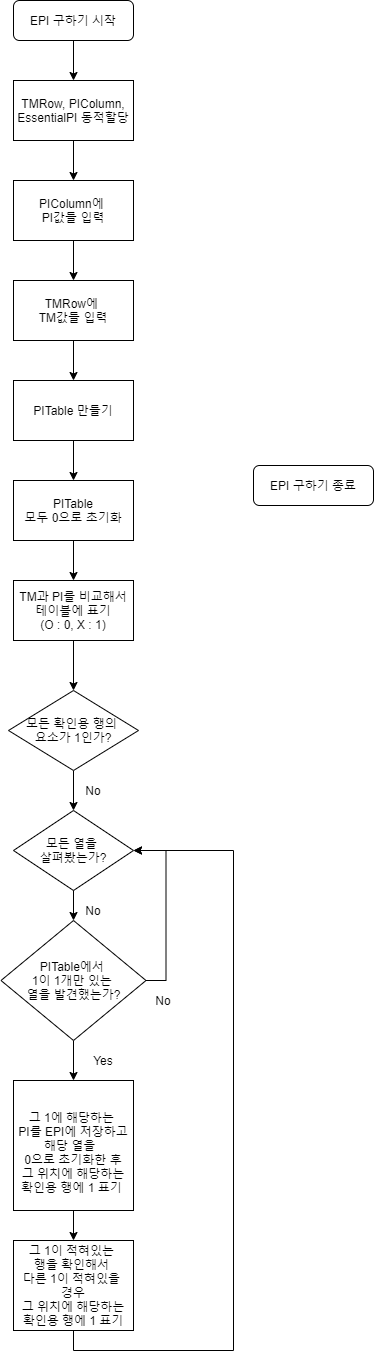 EPI 구하기 시작
TMRow, PIColumn,
EssentialPI 동적할당
PIColumn에
PI값들 입력
TMRow에
TM값들 입력
PITable 만들기
EPI 구하기 종료
PITable
모두 0으로 초기화
TM과 PI를 비교해서
테이블에 표기
(O : 0, X : 1)
모든 확인용 행의
요소가 1인가?
No
모든 열을
살펴봤는가?
No
PITable에서
1이 1개만 있는
열을 발견했는가?
No
Yes
그 1에 해당하는
PI를 EPI에 저장하고
해당 열을
0으로 초기화한 후
그 위치에 해당하는
확인용 행에 1 표기
그 1이 적혀있는
행을 확인해서
다른 1이 적혀있을
경우
그 위치에 해당하는
확인용 행에 1 표기